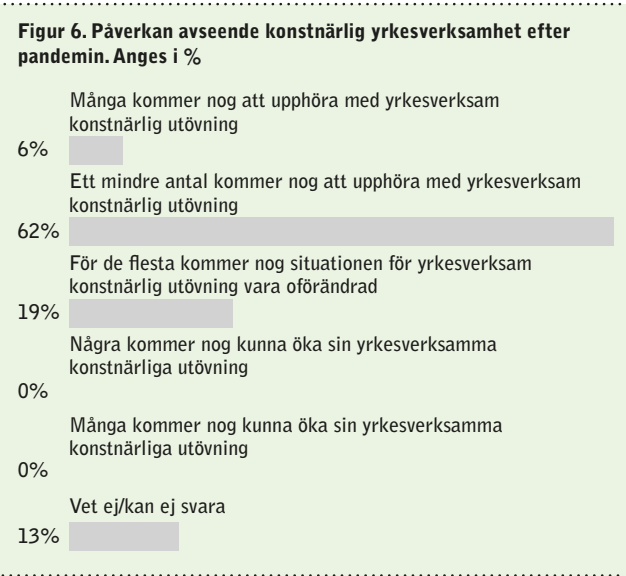 Figur 6. Påverkan avseende konstnärlig yrkesverksamhet efter
pandemin. Anges i %
Många kommer nog att upphöra med yrkesverksam
konstnärlig utövning
6%
Ett mindre antal kommer nog att upphöra med yrkesverksam
konstnärlig utövning
62%
För de flesta kommer nog situationen för yrkesverksam
konstnärlig utövning vara oförändrad
19%
Några kommer nog kunna öka sin yrkesverksamma
konstnärliga utövning
0%
Många kommer nog kunna öka sin yrkesverksamma
konstnärliga utövning
0%
Vet ej/kan ej svara
13%